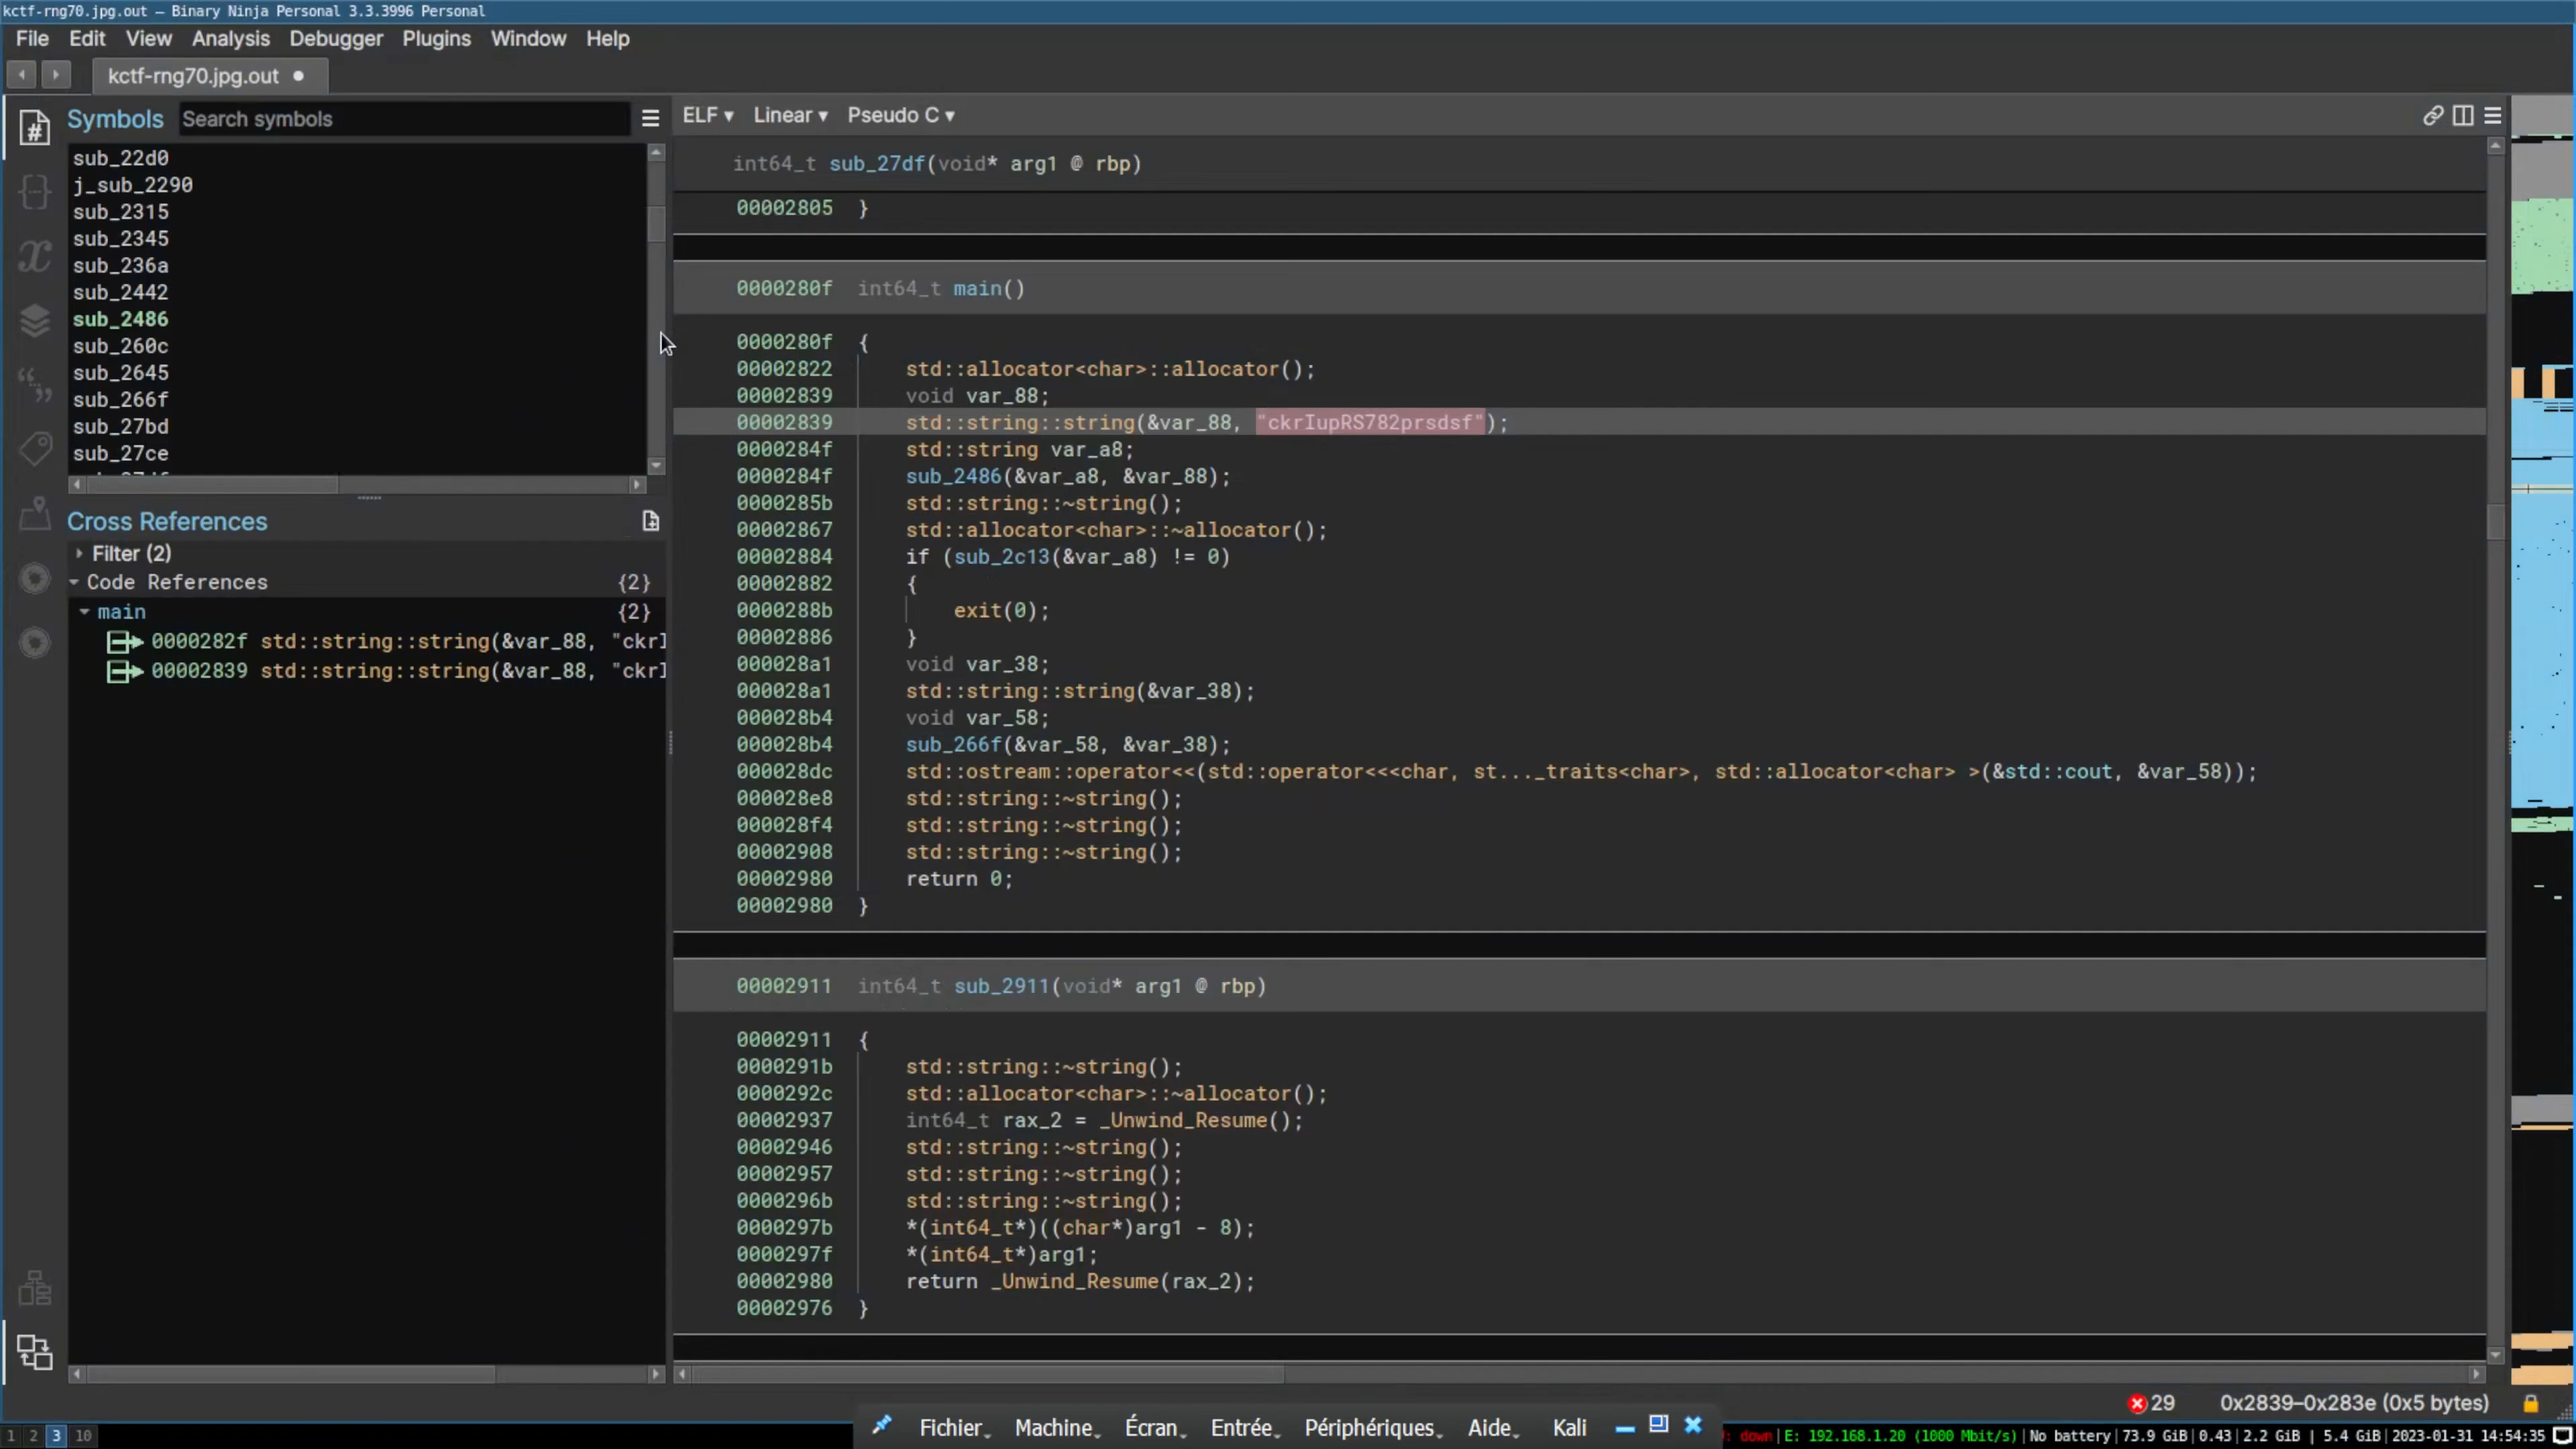 kctf-rng70.jpg.out — Binary Ninja Personal 3.3.3996 Personal
File Edit View Analysis Debugger Plugins Window Help
kctf-rng70.jpg.out
Symbols Search symbols
sub_22d0
j_sub_2290
sub_2315
sub_2345
sub_236a
sub_2442
sub_2486
sub_260c
sub_2645
sub_266f
sub_27bd
sub_27ce
Cross References
Filter (2)
Code References {2}
main {2}
0000282f std::string::string(&var_88, "ckrI
00002839 std::string::string(&var_88, "ckrI
ELF ▾ Linear ▾ Pseudo C ▾
int64_t sub_27df(void* arg1 @ rbp)
00002805 }
0000280f int64_t main()
0000280f {
00002822 std::allocator<char>::allocator();
00002839 void var_88;
00002839 std::string::string(&var_88, "ckrIupRS782prsdsf");
0000284f std::string var_a8;
0000284f sub_2486(&var_a8, &var_88);
0000285b std::string::~string();
00002867 std::allocator<char>::~allocator();
00002884 if (sub_2c13(&var_a8) != 0)
00002882 {
0000288b exit(0);
00002886 }
000028a1 void var_38;
000028a1 std::string::string(&var_38);
000028b4 void var_58;
000028b4 sub_266f(&var_58, &var_38);
000028dc std::ostream::operator<<(std::operator<<<char, st..._traits<char>, std::allocator<char> >(&std::cout, &var_58));
000028e8 std::string::~string();
000028f4 std::string::~string();
00002908 std::string::~string();
00002980 return 0;
00002980 }
00002911 int64_t sub_2911(void* arg1 @ rbp)
00002911 {
0000291b std::string::~string();
0000292c std::allocator<char>::~allocator();
00002937 int64_t rax_2 = _Unwind_Resume();
00002946 std::string::~string();
00002957 std::string::~string();
0000296b std::string::~string();
0000297b *(int64_t*)((char*)arg1 - 8);
0000297f *(int64_t*)arg1;
00002980 return _Unwind_Resume(rax_2);
00002976 }
29 0x2839–0x283e (0x5 bytes)
Fichier Machine Écran Entrée Périphériques Aide Kali
1 2 3 10
: down|E: 192.168.1.20 (1000 Mbit/s)|No battery|73.9 GiB|0.43|2.2 GiB | 5.4 GiB|2023-01-31 14:54:35